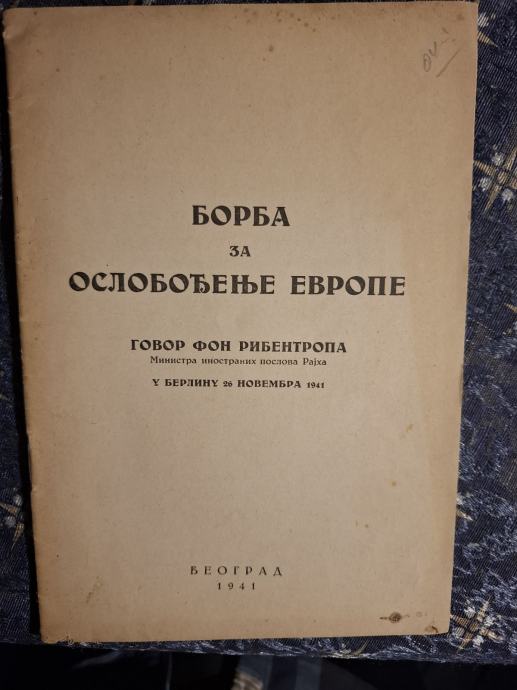 БОРБА
ЗА
ОСЛОБОЂЕЊЕ ЕВРОПЕ
ГОВОР ФОН РИБЕНТРОПА
Министра иностраних послова Рајха
У БЕРЛИНУ 26 НОВЕМБРА 1941
БЕОГРАД
1941